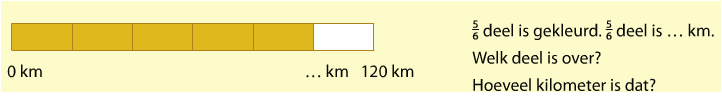 0 km … km 120 km
5/6 deel is gekleurd. 5/6 deel is … km.
Welk deel is over?
Hoeveel kilometer is dat?